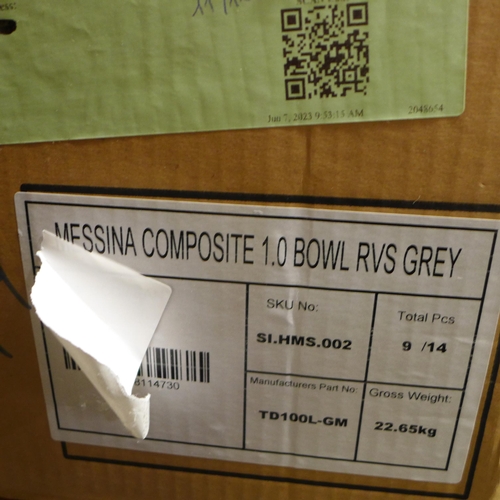 Jun 7, 2023 9:53:15 AM
2048654
MESSINA COMPOSITE 1.0 BOWL RVS GREY
SKU No:
SI.HMS.002
Total Pcs
9 /14
8114730
Manufacturers Part No:
TD100L-GM
Gross Weight:
22.65kg